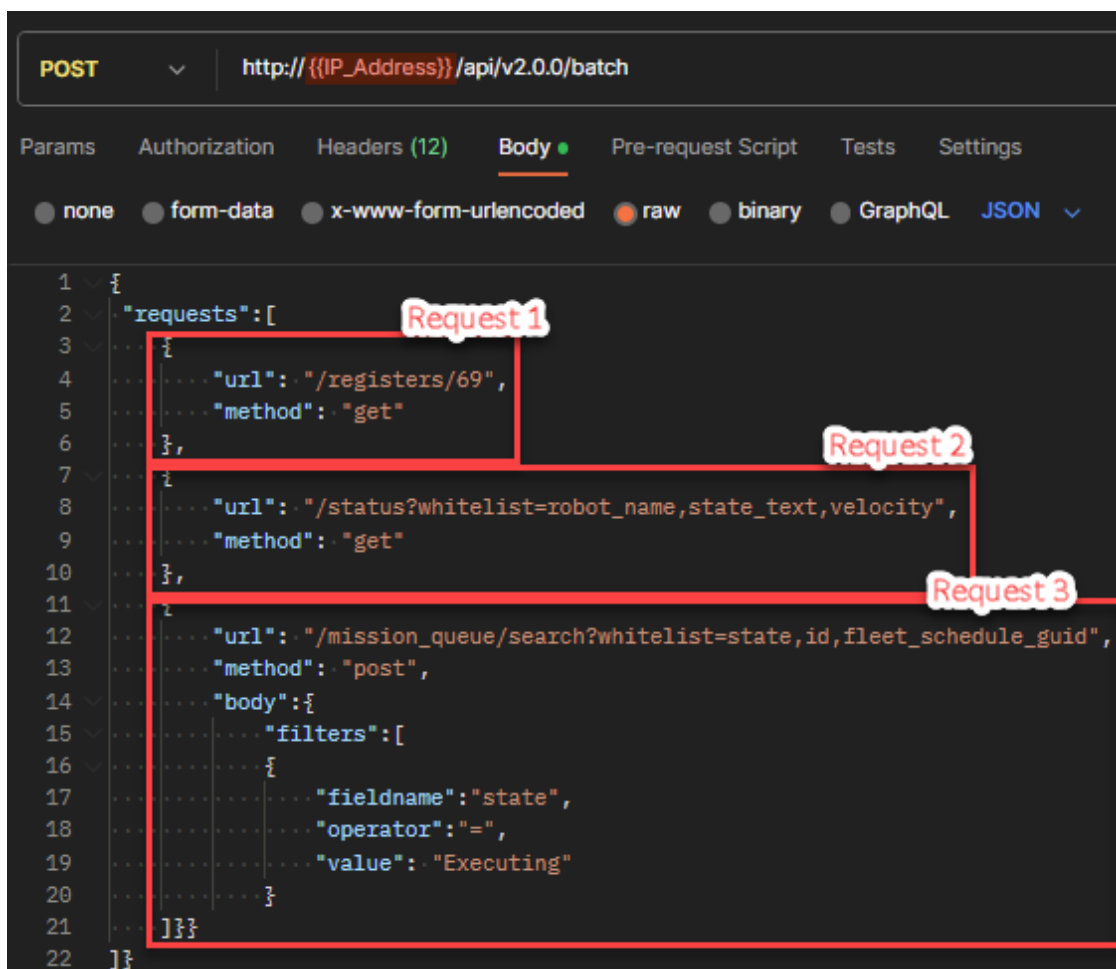 POST http://{{IP_Address}}/api/v2.0.0/batch
Params Authorization Headers (12) Body Pre-request Script Tests Settings
none form-data x-www-form-urlencoded raw binary GraphQL JSON
1 {
2 "requests":[
Request 1
3 {
4 "url": "/registers/69",
5 "method": "get"
6 },
Request 2
7 {
8 "url": "/status?whitelist=robot_name,state_text,velocity",
9 "method": "get"
10 },
Request 3
11 {
12 "url": "/mission_queue/search?whitelist=state,id,fleet_schedule_guid",
13 "method": "post",
14 "body":{
15 "filters":[
16 {
17 "fieldname":"state",
18 "operator":"=",
19 "value": "Executing"
20 }
21 ]}}
22 ]}